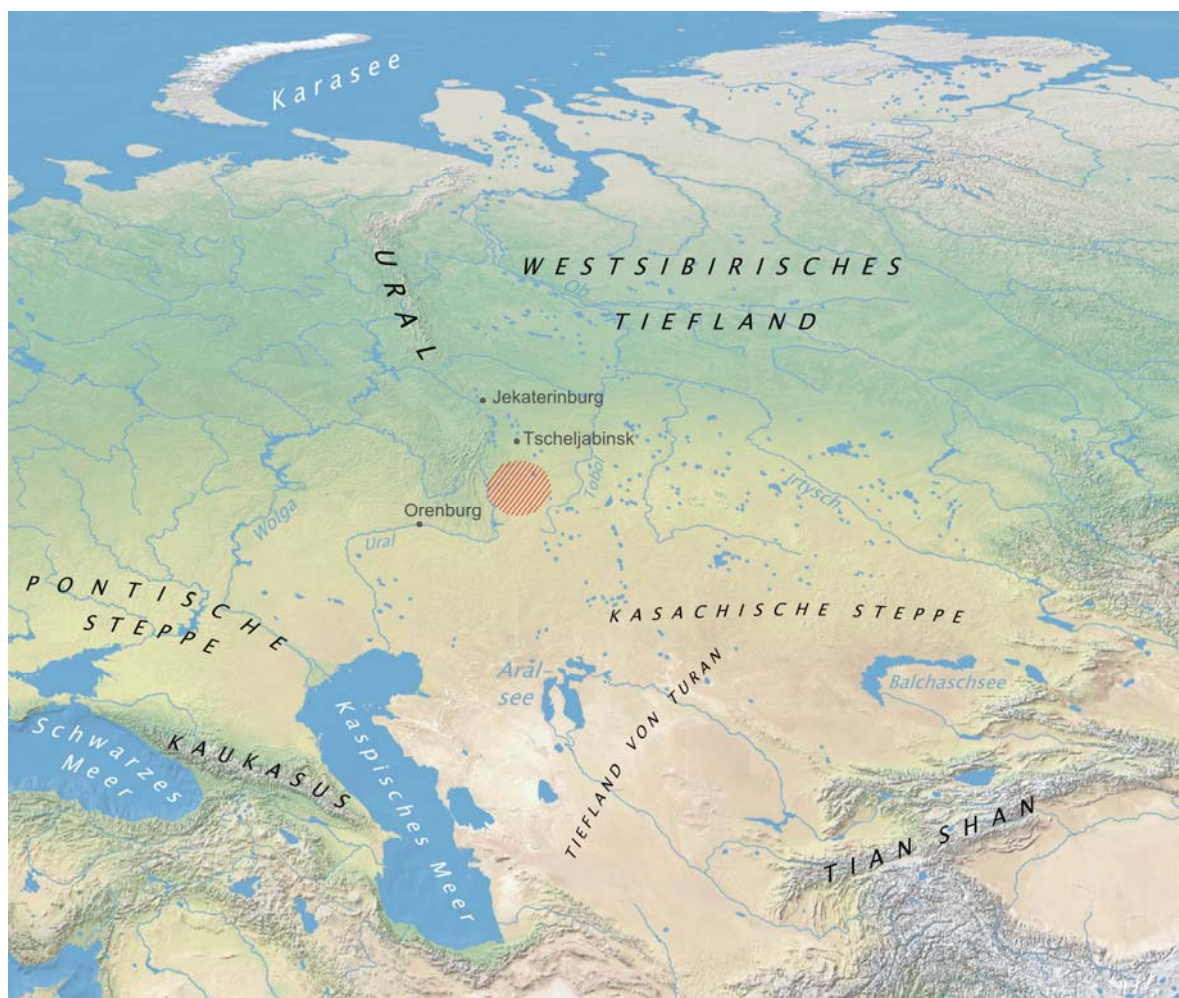 Karasee
URAL
WESTSIBIRISCHES
Ob
TIEFLAND
Jekaterinburg
Tscheljabinsk
Tobol
Irtysch
Wolga
Orenburg
Ural
PONTISCHE
STEPPE
KASACHISCHE STEPPE
Aral-
see
Balchaschsee
TIEFLAND VON TURAN
Schwarzes
Meer
KAUKASUS
Kaspisches Meer
TIAN SHAN